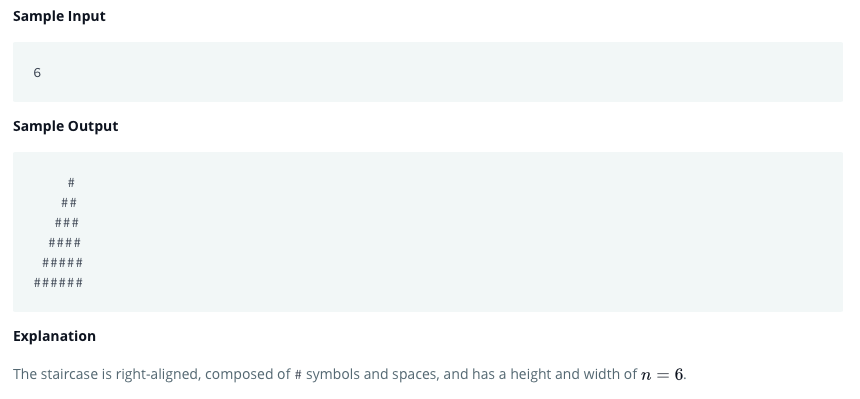 Sample Input
6
Sample Output
     #
    ##
   ###
  ####
 #####
######
Explanation
The staircase is right-aligned, composed of # symbols and spaces, and has a height and width of n = 6.